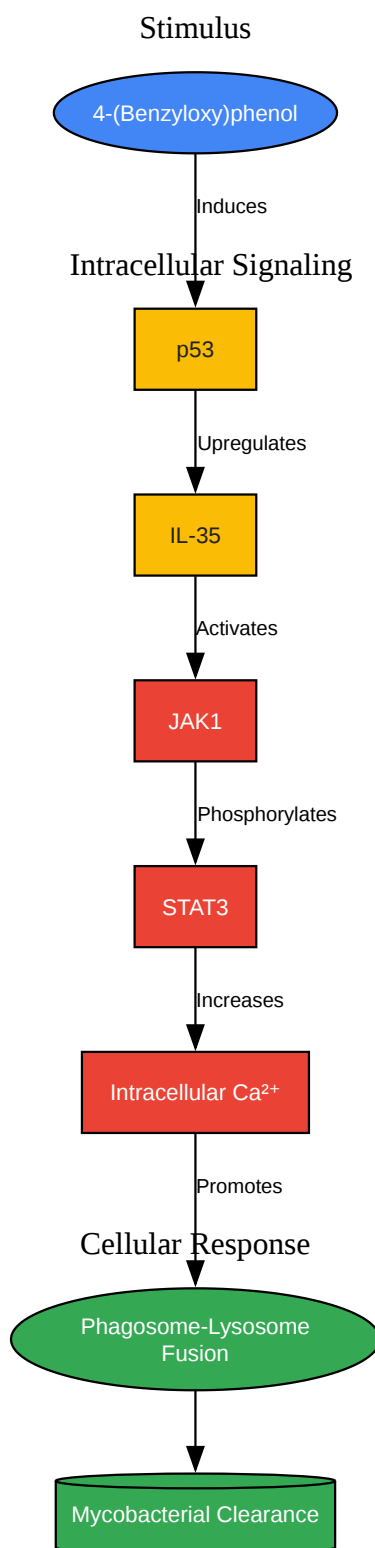 Stimulus
4-(Benzyloxy)phenol
Induces
Intracellular Signaling
p53
Upregulates
IL-35
Activates
JAK1
Phosphorylates
STAT3
Increases
Intracellular Ca²⁺
Promotes
Cellular Response
Phagosome-Lysosome
Fusion
Mycobacterial Clearance